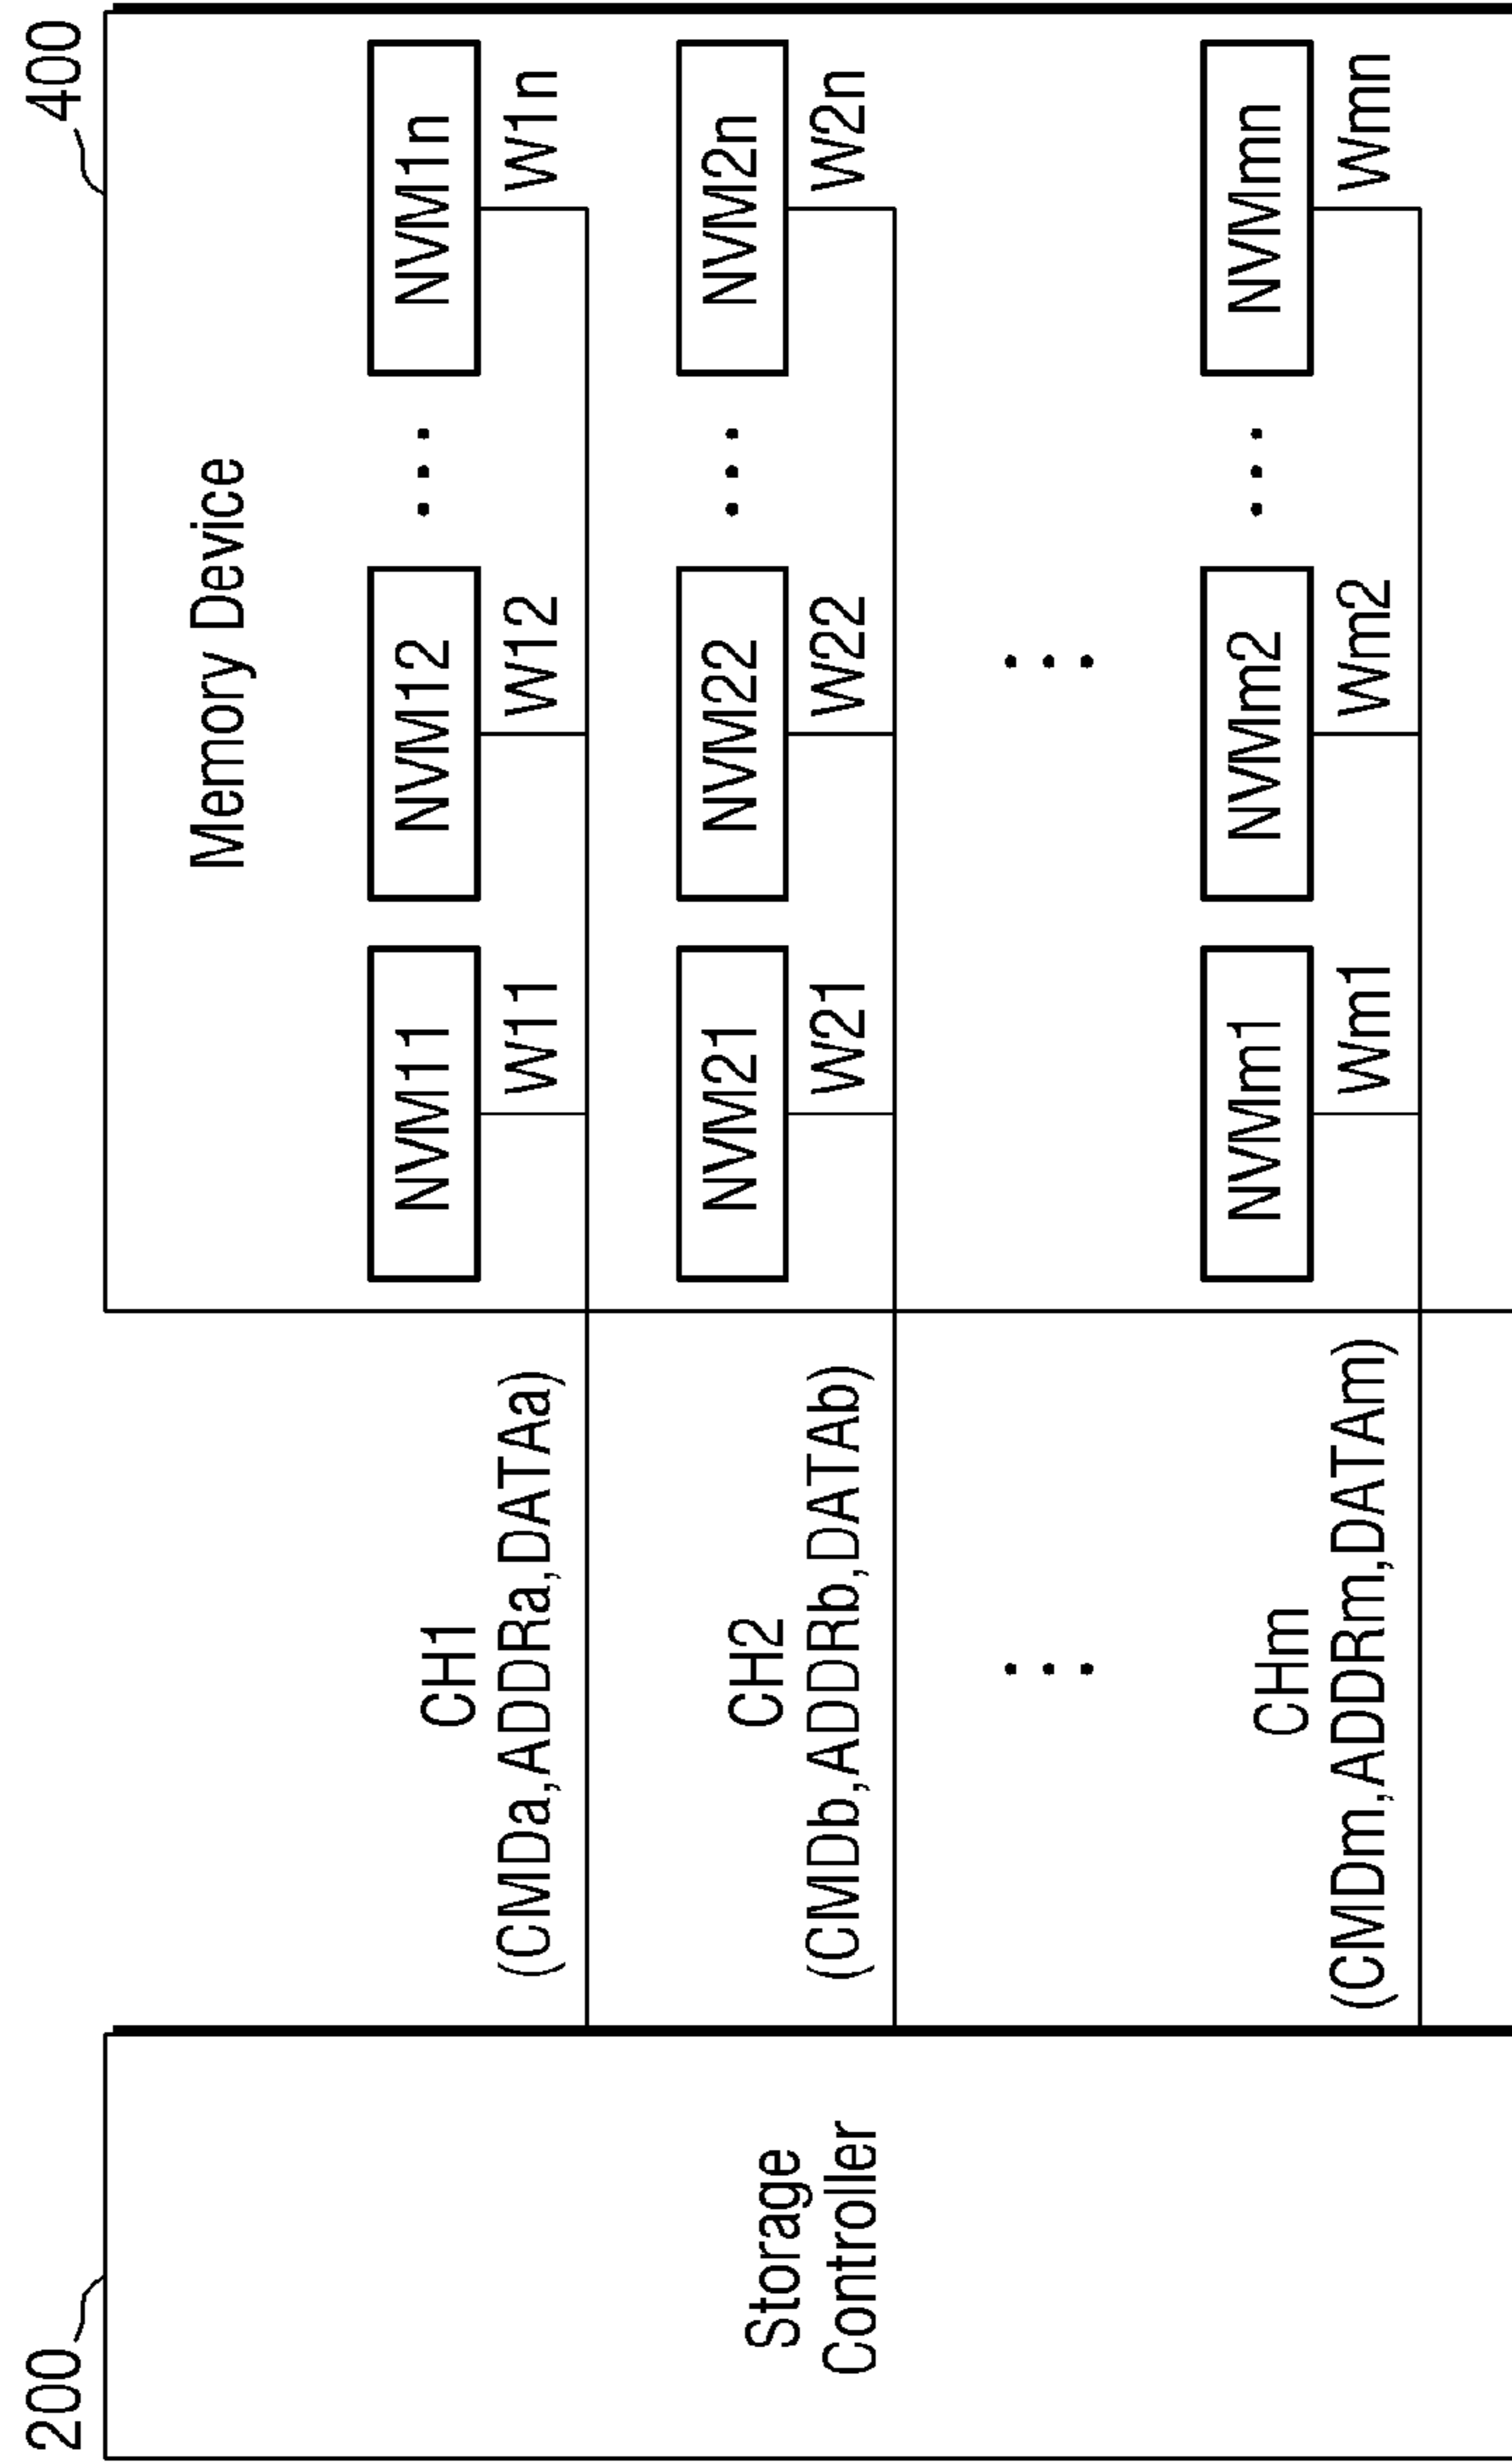 200
400
Storage
Controller
Memory Device
CH1
(CMDa,ADDRa,DATAa)
NVM11
NVM12
NVM1n
W11
W12
W1n
CH2
(CMDb,ADDRb,DATAb)
NVM21
NVM22
NVM2n
W21
W22
W2n
CHm
(CMDm,ADDRm,DATAm)
NVMm1
NVMm2
NVMmn
Wm1
Wm2
Wmn